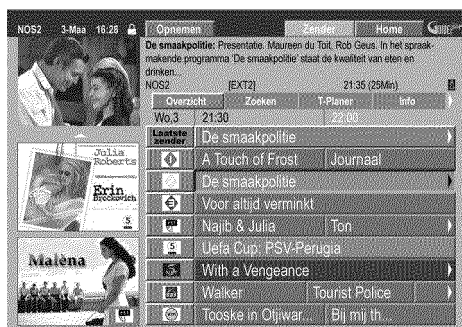 NOS2 3-Maa 16:28
Opnemen Zender Home GUIDE
De smaakpolitie: Presentatie. Maureen du Toit. Rob Geus. In het spraak-
makende programma 'De smaakpolitie' staat de kwaliteit van eten en
drinken...
NOS2 [EXT2] 21:35 (25Min)
Overzicht Zoeken T-Planer Info
Wo.3 21:30 22:00
Laatste zender De smaakpolitie
A Touch of Frost Journaal
De smaakpolitie
Voor altijd verminkt
Najib & Julia Ton
5 Uefa Cup: PSV-Perugia
With a Vengeance
Walker Tourist Police
Tooske in Otjiwar... Bij mij th...
Julia
Roberts
Erin
Brockovich
5
Malèna